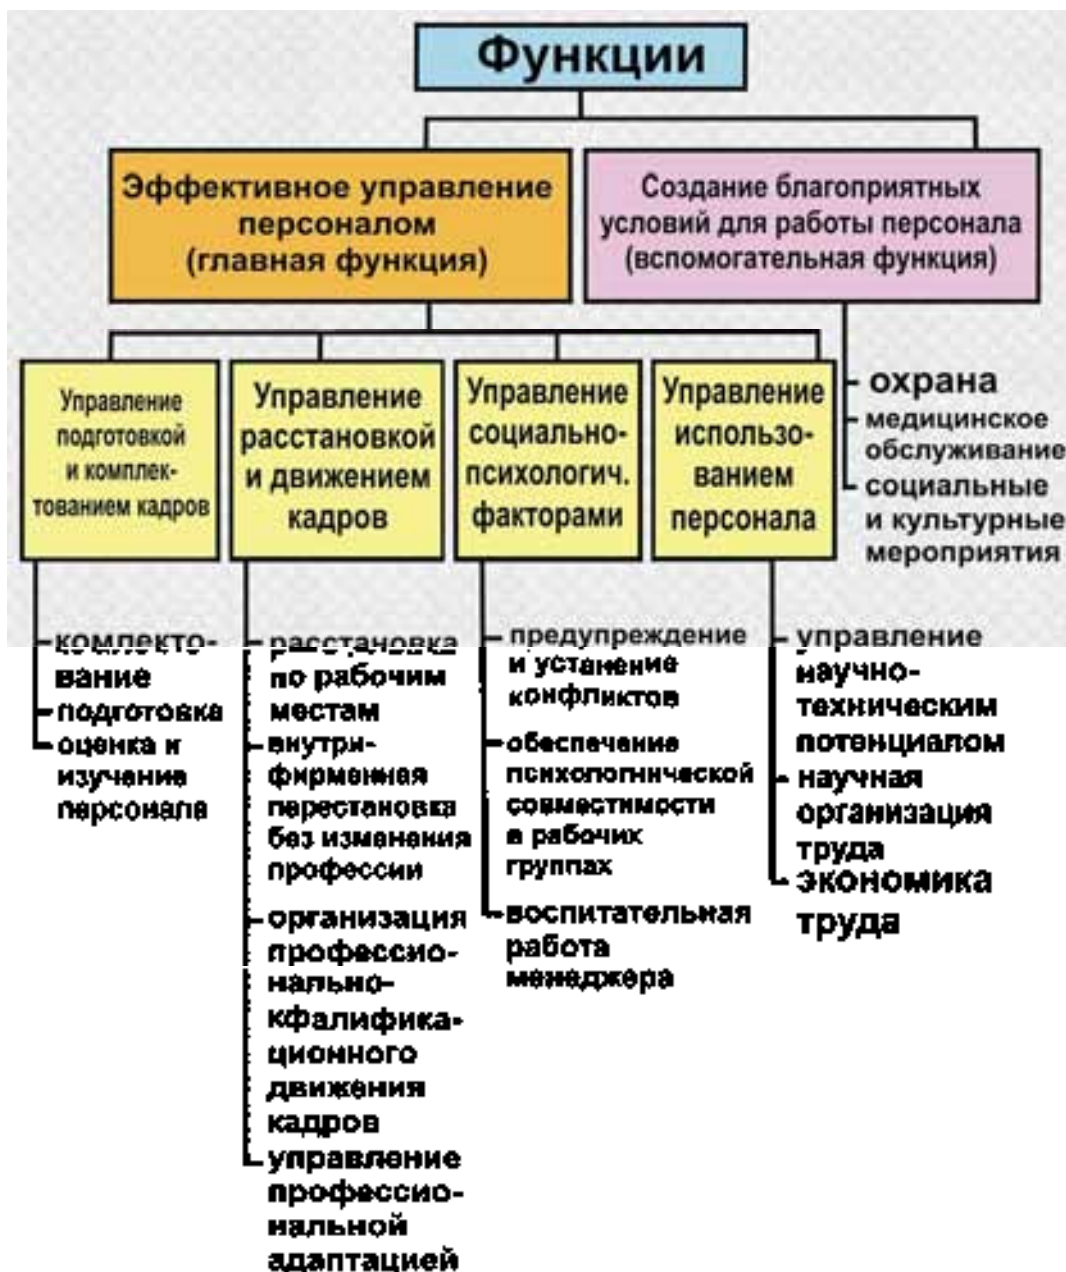 Функции
Эффективное управление
персоналом
(главная функция)
Создание благоприятных
условий для работы персонала
(вспомогательная функция)
Управление
подготовкой
и комплек-
тованием кадров
Управление
расстановкой
и движением
кадров
Управление
социально-
психологич.
факторами
Управление
использо-
ванием
персонала
охрана
медицинское
обслуживание
социальные
и культурные
мероприятия
комлекто-
вание
подготовка
оценка и
изучение
персонала
расстановка
по рабочим
местам
внутри-
фирменная
перестановка
без изменения
профессии
организация
профессио-
нально-
кфалифика-
ционного
движения
кадров
управление
профессио-
нальной
адаптацией
предупреждение
и устанение
конфликтов
обеспечение
психологнической
совместимости
в рабочих
группах
воспитательная
работа
менеджера
управление
научно-
техническим
потенциалом
научная
организация
труда
экономика
труда